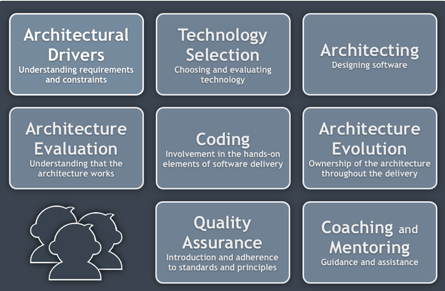 Architectural
Drivers
Understanding requirements
and constraints
Technology
Selection
Choosing and evaluating
technology
Architecting
Designing software
Architecture
Evaluation
Understanding that the
architecture works
Coding
Involvement in the hands-on
elements of software delivery
Architecture
Evolution
Ownership of the architecture
throughout the delivery
Quality
Assurance
Introduction and adherence
to standards and principles
Coaching and
Mentoring
Guidance and assistance